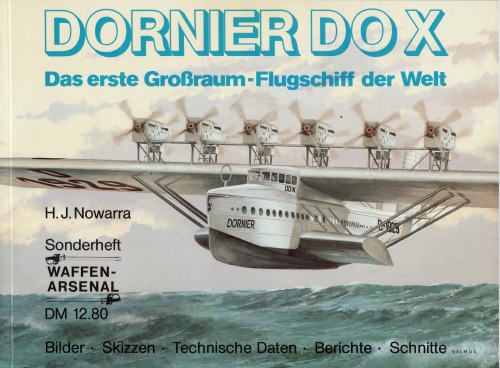 DORNIER DO X
Das erste Großraum-Flugschiff der Welt
DO-X
DORNIER
D-1929
H.J. Nowarra
Sonderheft
WAFFEN-
ARSENAL
DM 12.80
Bilder · Skizzen · Technische Daten · Berichte · Schnitte
HELMUS